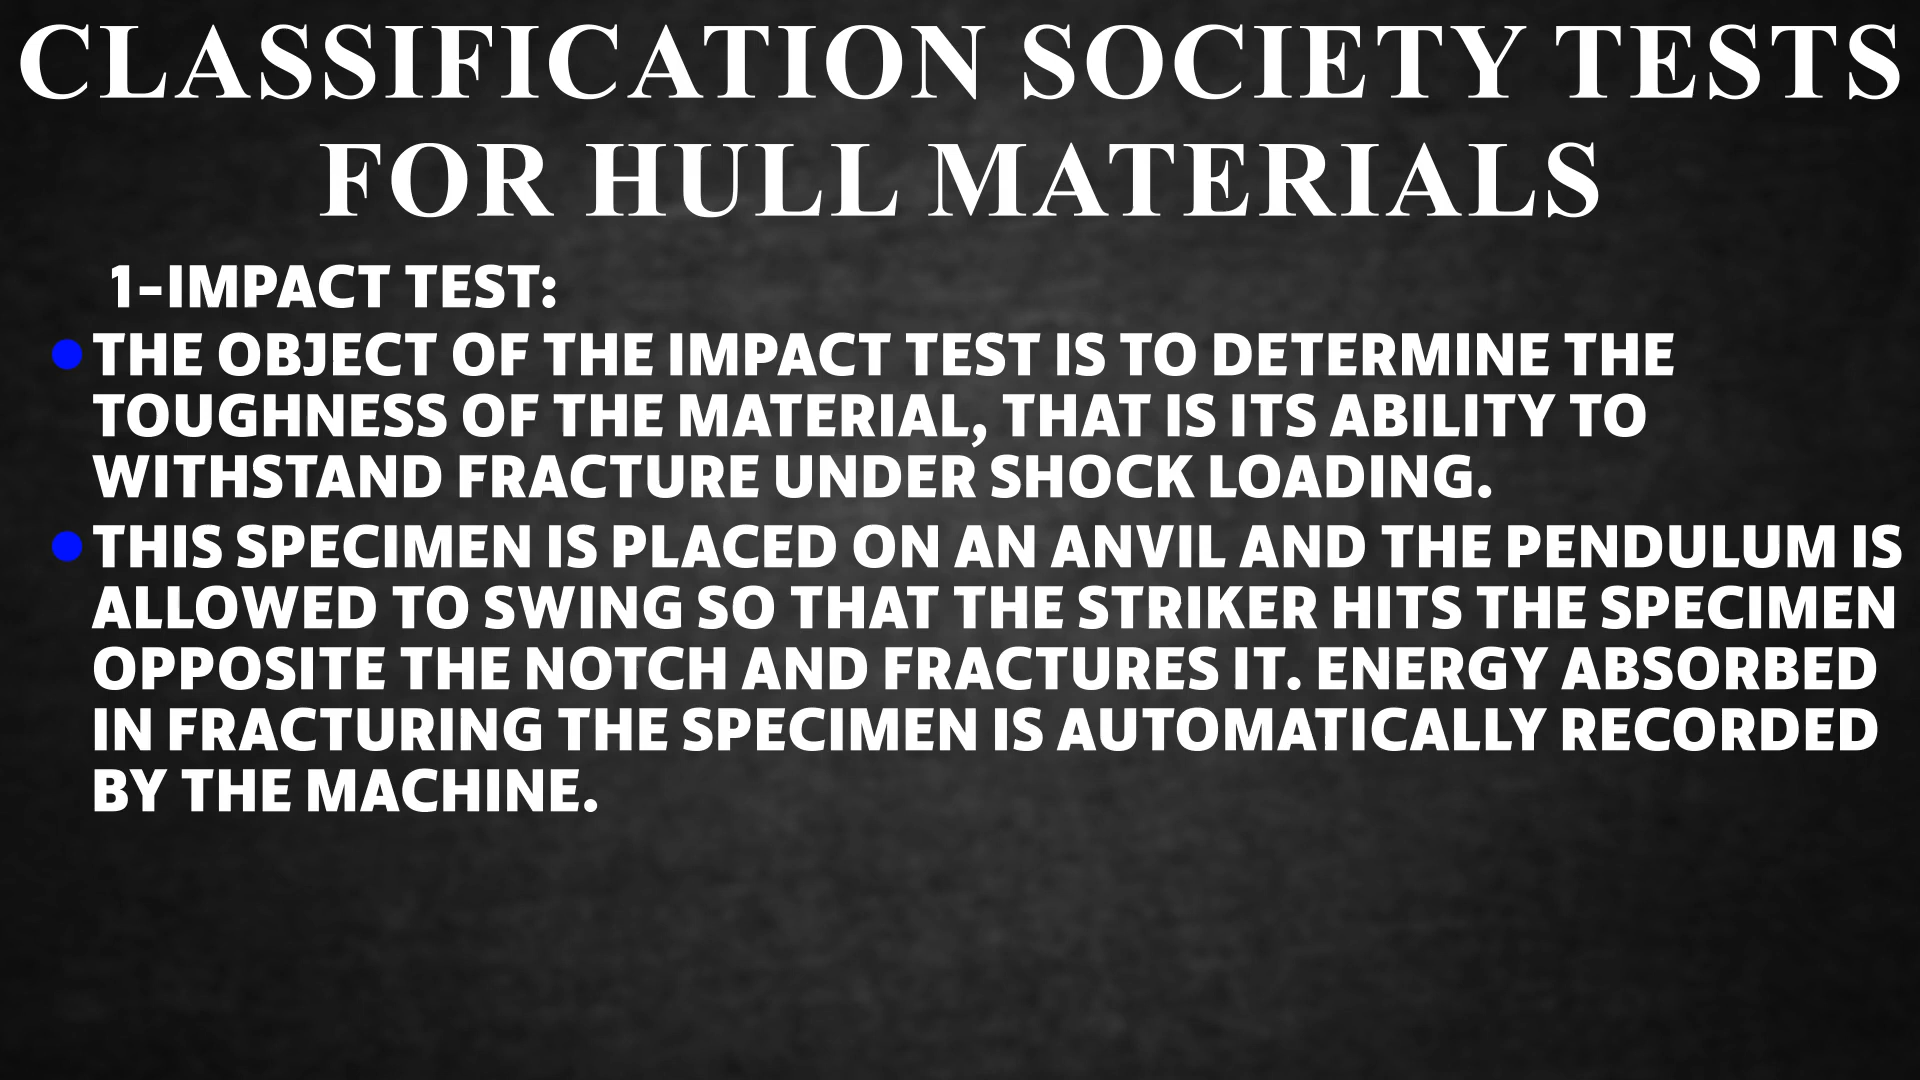 CLASSIFICATION SOCIETY TESTS
FOR HULL MATERIALS
1-IMPACT TEST:
THE OBJECT OF THE IMPACT TEST IS TO DETERMINE THE
TOUGHNESS OF THE MATERIAL, THAT IS ITS ABILITY TO
WITHSTAND FRACTURE UNDER SHOCK LOADING.
THIS SPECIMEN IS PLACED ON AN ANVIL AND THE PENDULUM IS
ALLOWED TO SWING SO THAT THE STRIKER HITS THE SPECIMEN
OPPOSITE THE NOTCH AND FRACTURES IT. ENERGY ABSORBED
IN FRACTURING THE SPECIMEN IS AUTOMATICALLY RECORDED
BY THE MACHINE.